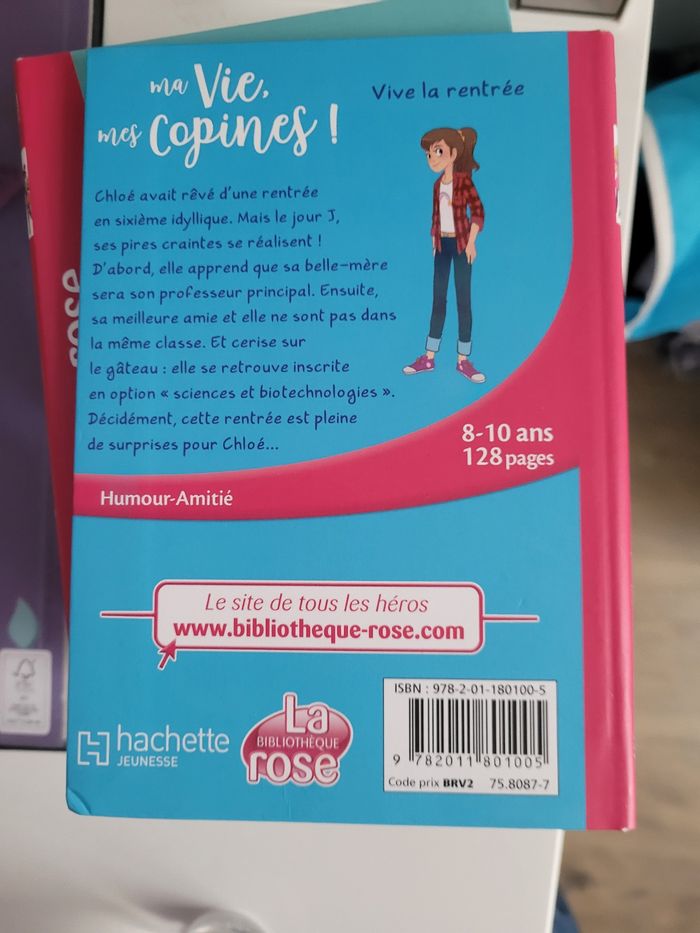 ma Vie,
mes Copines !
Vive la rentrée
Chloé avait rêvé d'une rentrée
en sixième idyllique. Mais le jour J,
ses pires craintes se réalisent !
D'abord, elle apprend que sa belle-mère
sera son professeur principal. Ensuite,
sa meilleure amie et elle ne sont pas dans
la même classe. Et cerise sur
le gâteau : elle se retrouve inscrite
en option « sciences et biotechnologies ».
Décidément, cette rentrée est pleine
de surprises pour Chloé...
8-10 ans
128 pages
Humour-Amitié
Le site de tous les héros
www.bibliotheque-rose.com
hachette
JEUNESSE
La
BIBLIOTHÈQUE
rose
ISBN : 978-2-01-180100-5
9 782011 801005
Code prix BRV2 75.8087-7
rose
FSC